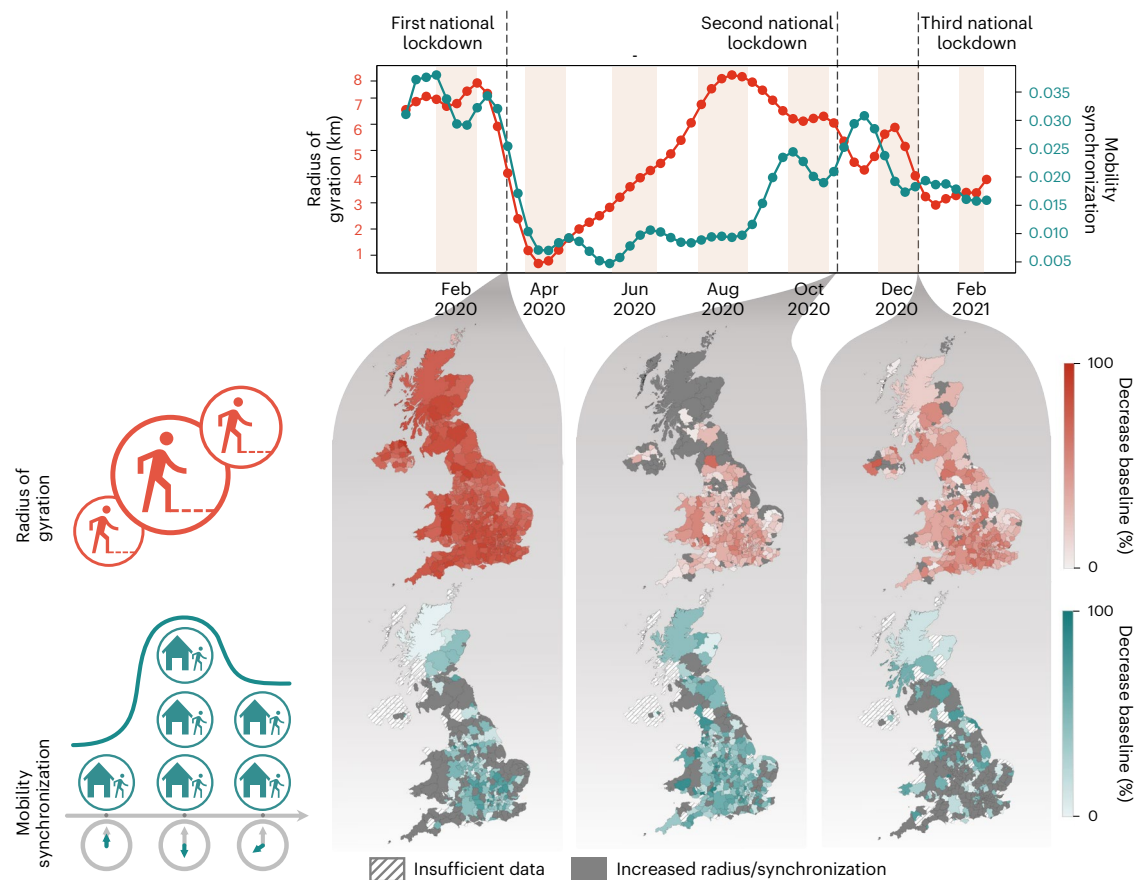 First national
lockdown
Second national
lockdown
Third national
lockdown
-
Radius of
gyration (km)
8
7
6
5
4
3
2
1
0.035
0.030
0.025
0.020
0.015
0.010
0.005
Mobility
synchronization
Feb
2020
Apr
2020
Jun
2020
Aug
2020
Oct
2020
Dec
2020
Feb
2021
Radius of
gyration
100
0
Decrease baseline (%)
Mobility
synchronization
100
0
Decrease baseline (%)
Insufficient data
Increased radius/synchronization